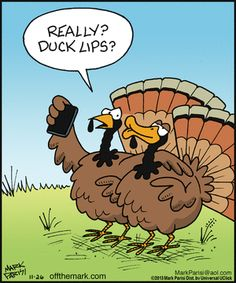 REALLY?
DUCK LIPS?
MARK
PARISI
11-26
offthemark.com
MarkParisi@aol.com
©2013 Mark Parisi Dist. by Universal UClick